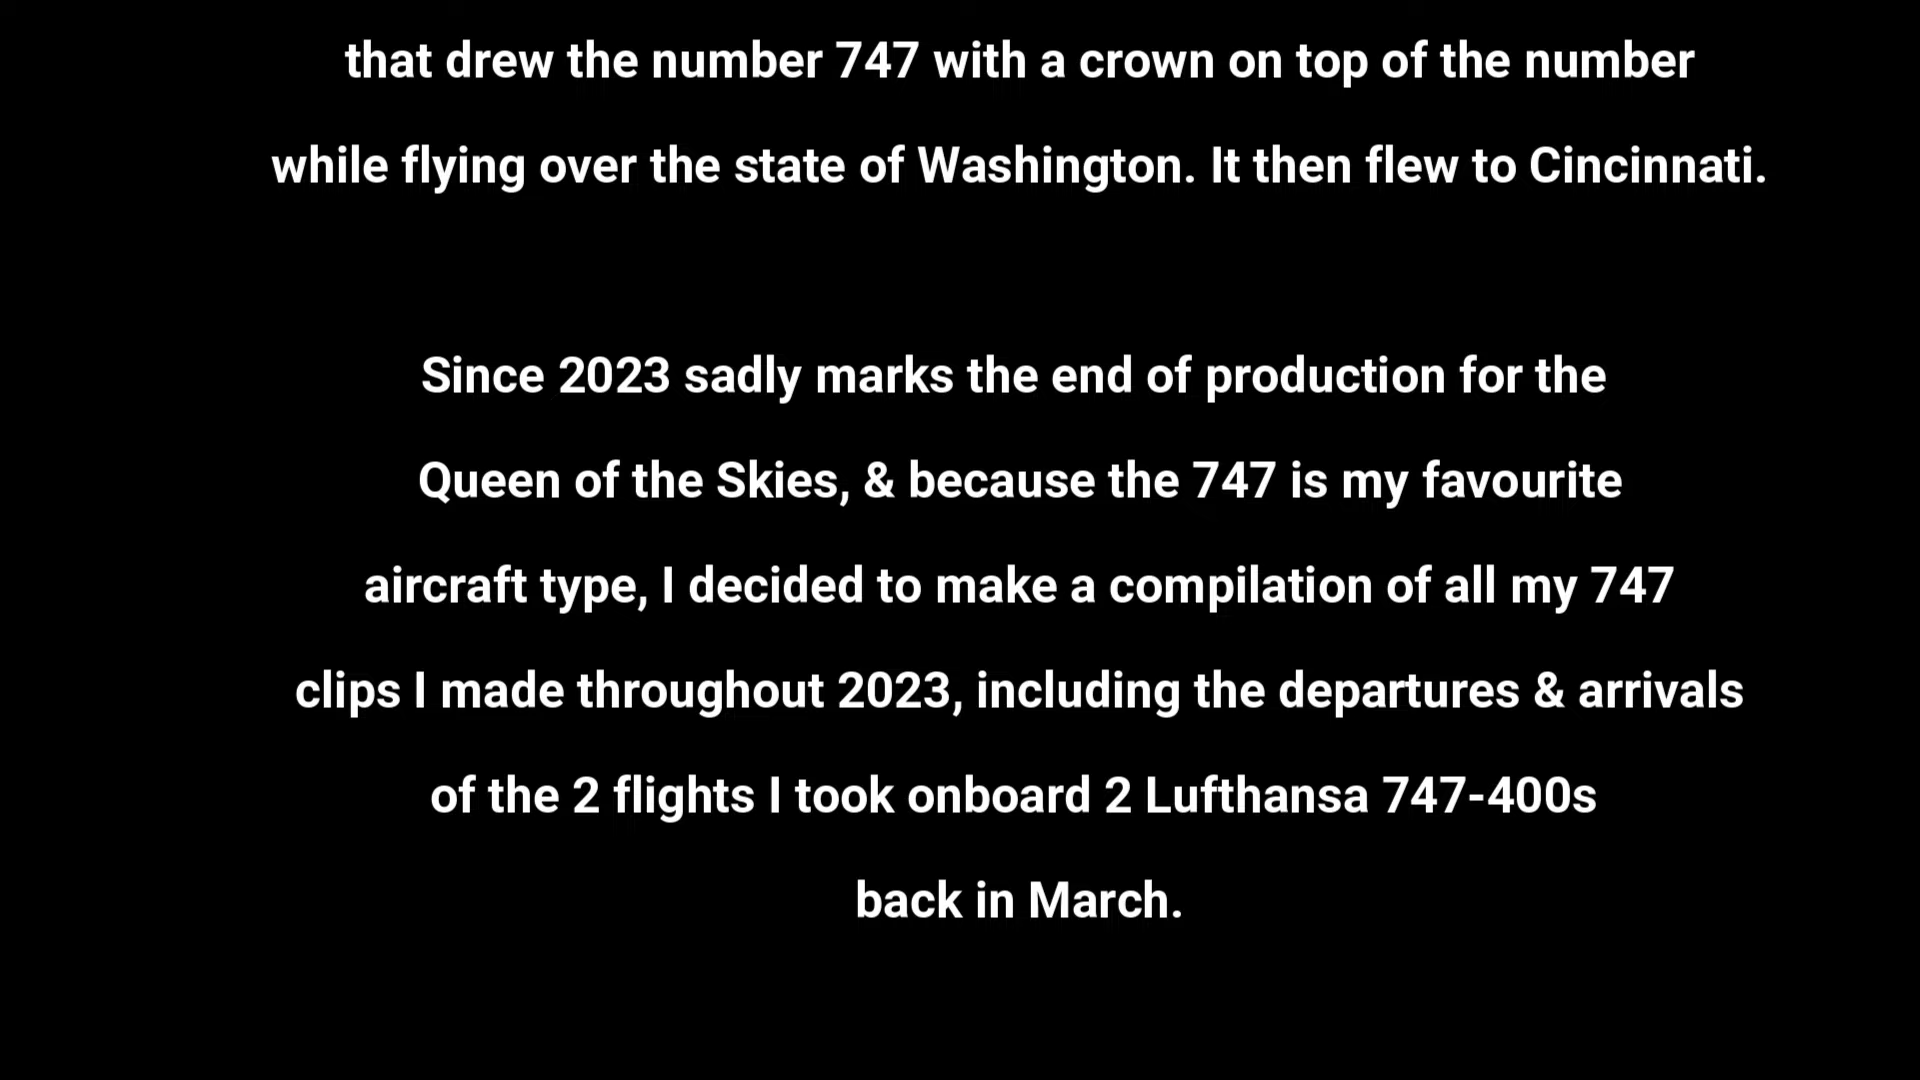 that drew the number 747 with a crown on top of the number
while flying over the state of Washington. It then flew to Cincinnati.
Since 2023 sadly marks the end of production for the
Queen of the Skies, & because the 747 is my favourite
aircraft type, I decided to make a compilation of all my 747
clips I made throughout 2023, including the departures & arrivals
of the 2 flights I took onboard 2 Lufthansa 747-400s
back in March.